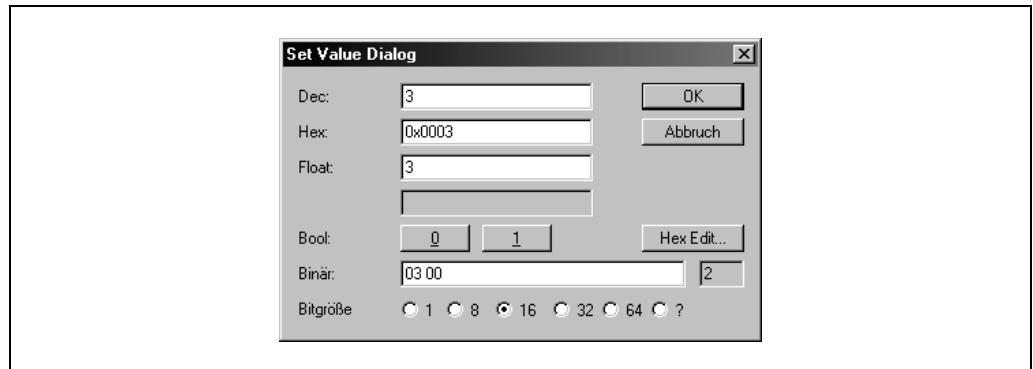 Set Value Dialog
Dec: 3 OK
Hex: 0x0003 Abbruch
Float: 3
Bool: 0 1 Hex Edit...
Binär: 03 00 2
Bitgröße 1 8 16 32 64 ?